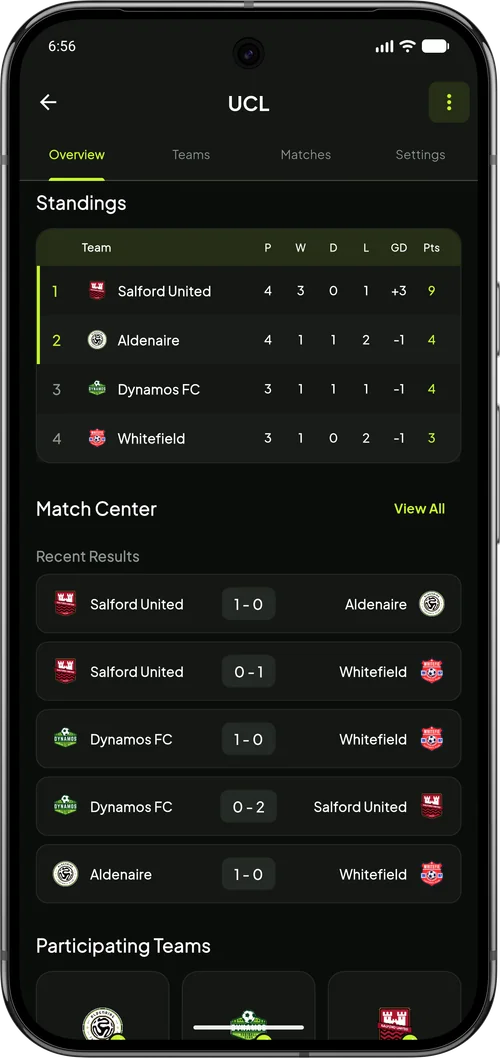 6:56
UCL
Overview Teams Matches Settings
Standings
Team P W D L GD Pts
1 Salford United 4 3 0 1 +3 9
2 Aldenaire 4 1 1 2 -1 4
3 Dynamos FC 3 1 1 1 -1 4
4 Whitefield 3 1 0 2 -1 3
Match Center View All
Recent Results
Salford United 1 - 0 Aldenaire
Salford United 0 - 1 Whitefield
Dynamos FC 1 - 0 Whitefield
Dynamos FC 0 - 2 Salford United
Aldenaire 1 - 0 Whitefield
Participating Teams